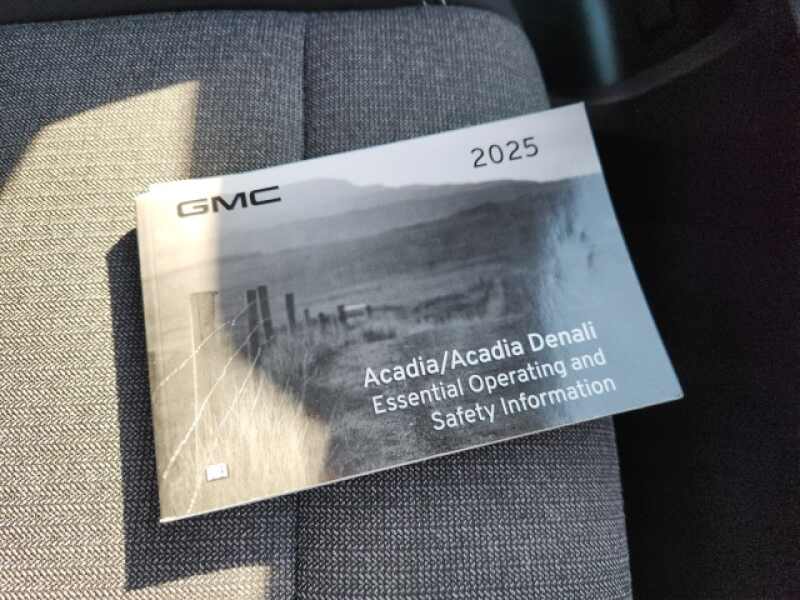 GMC
2025
Acadia/Acadia Denali
Essential Operating and
Safety Information